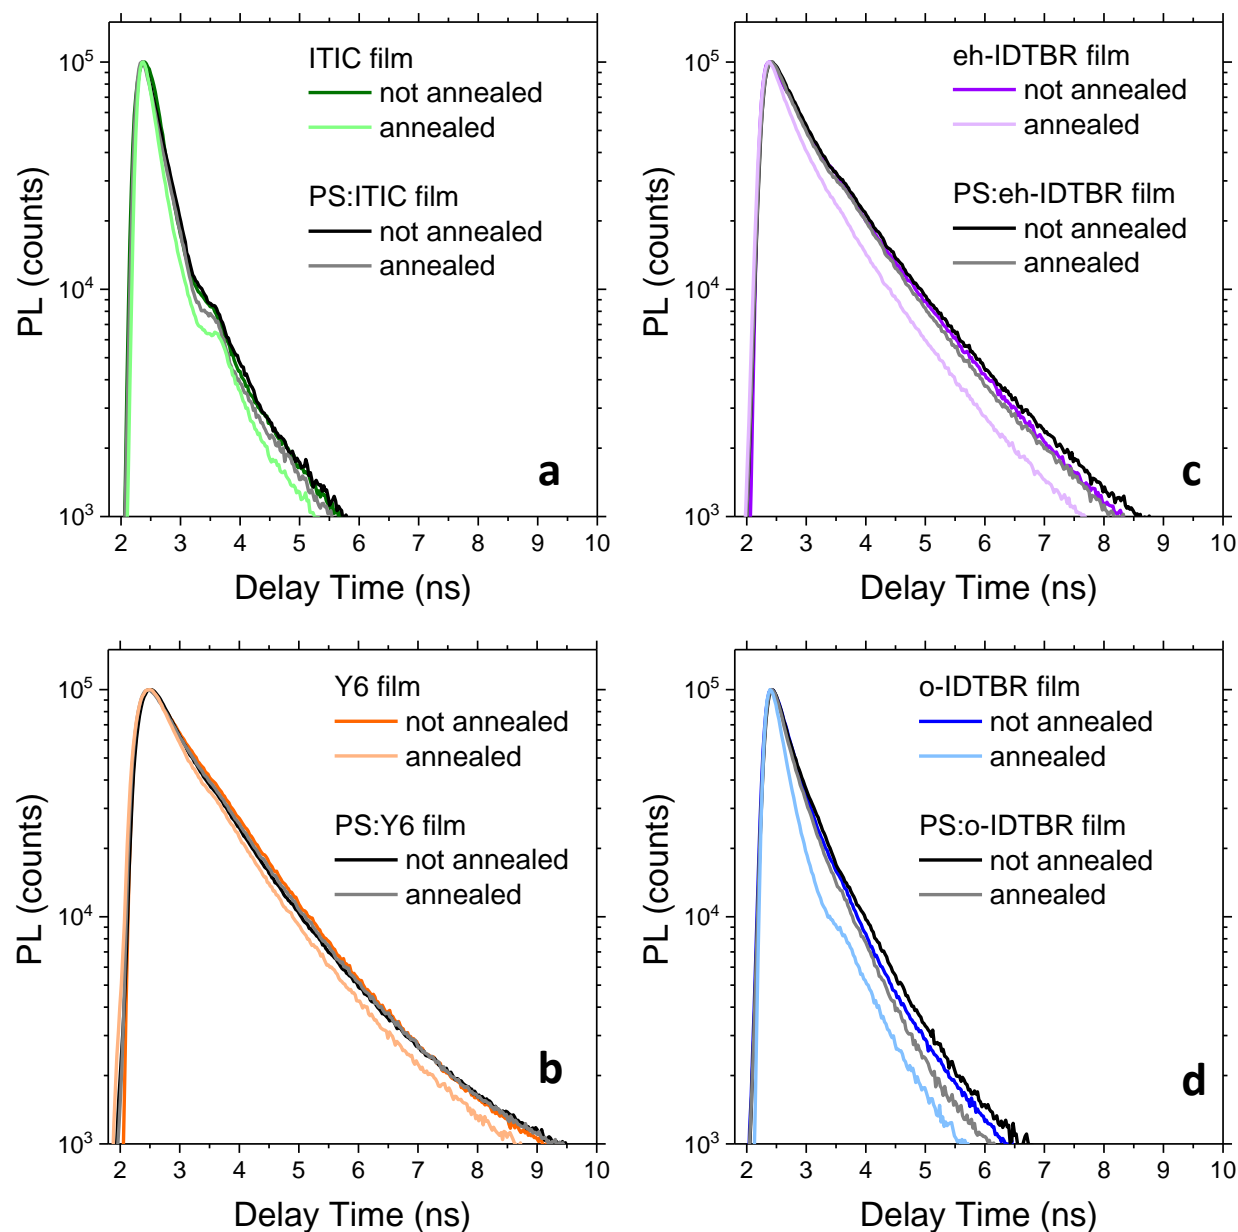 ITIC film
not annealed
annealed
PS:ITIC film
not annealed
annealed
10⁵
10⁴
10³
PL (counts)
a
2 3 4 5 6 7 8 9 10
Delay Time (ns)
eh-IDTBR film
not annealed
annealed
PS:eh-IDTBR film
not annealed
annealed
10⁵
10⁴
10³
PL (counts)
c
2 3 4 5 6 7 8 9 10
Delay Time (ns)
Y6 film
not annealed
annealed
PS:Y6 film
not annealed
annealed
10⁵
10⁴
10³
PL (counts)
b
2 3 4 5 6 7 8 9 10
Delay Time (ns)
o-IDTBR film
not annealed
annealed
PS:o-IDTBR film
not annealed
annealed
10⁵
10⁴
10³
PL (counts)
d
2 3 4 5 6 7 8 9 10
Delay Time (ns)